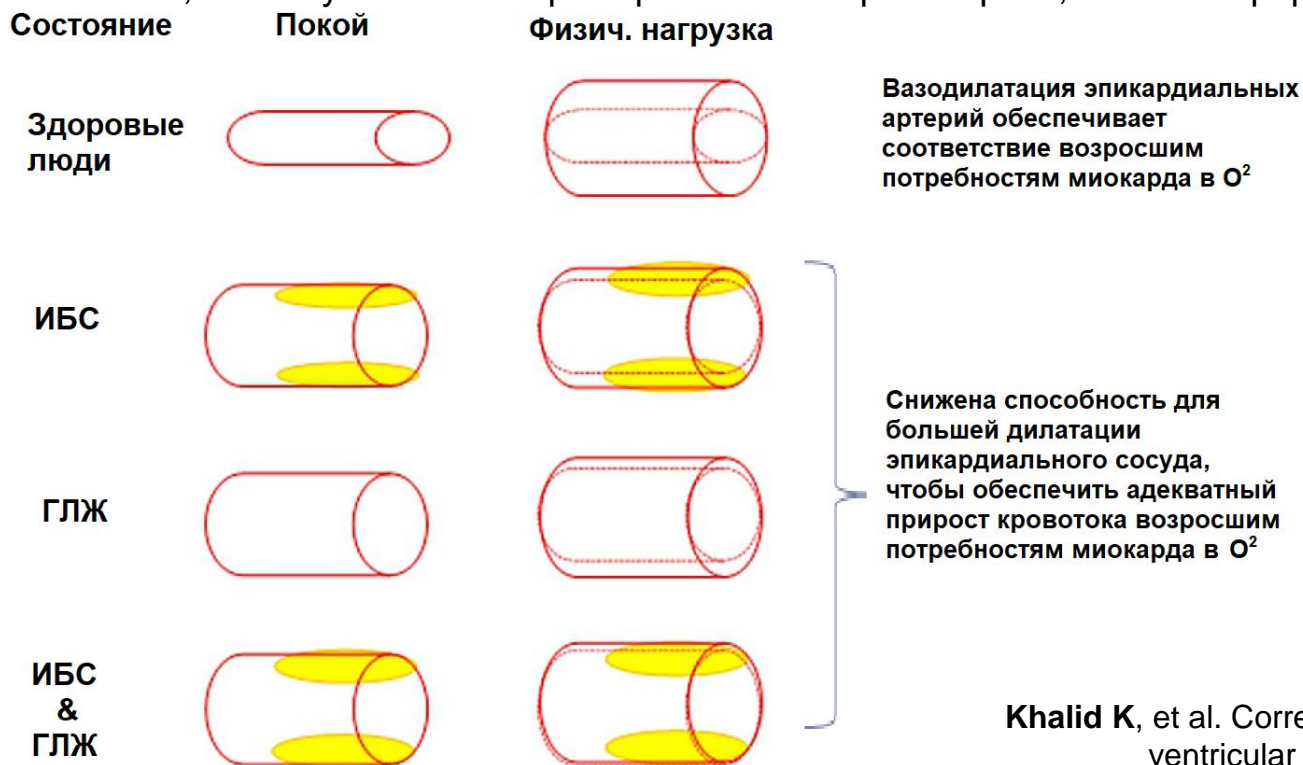 Состояние Покой Физич. нагрузка
Здоровые
люди
Вазодилатация эпикардиальных
артерий обеспечивает
соответствие возросшим
потребностям миокарда в О²
ИБС
ГЛЖ
Снижена способность для
большей дилатации
эпикардиального сосуда,
чтобы обеспечить адекватный
прирост кровотока возросшим
потребностям миокарда в О²
ИБС
&
ГЛЖ
Khalid K, et al. Corre
ventricular